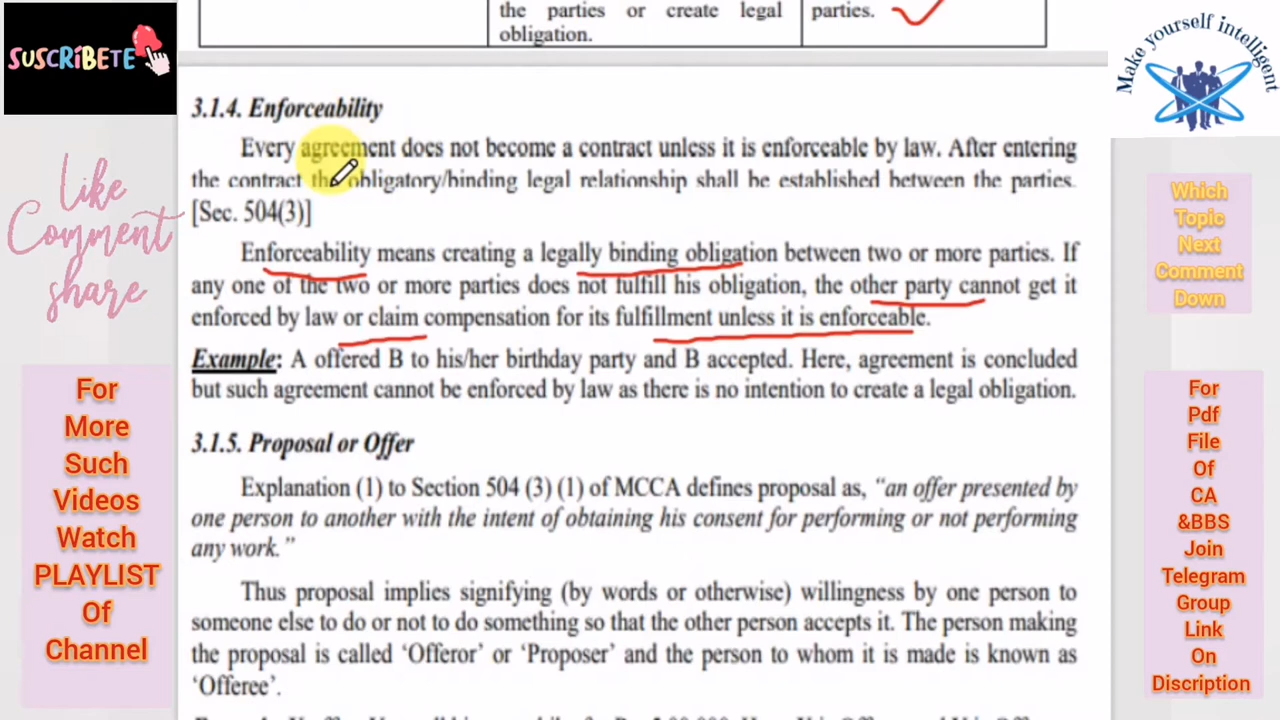 the parties or create legal
obligation.
parties.
SUSCRÍBETE
Make yourself intelligent
3.1.4. Enforceability
Every agreement does not become a contract unless it is enforceable by law. After entering
the contract the obligatory/binding legal relationship shall be established between the parties.
[Sec. 504(3)]
Enforceability means creating a legally binding obligation between two or more parties. If
any one of the two or more parties does not fulfill his obligation, the other party cannot get it
enforced by law or claim compensation for its fulfillment unless it is enforceable.
Example: A offered B to his/her birthday party and B accepted. Here, agreement is concluded
but such agreement cannot be enforced by law as there is no intention to create a legal obligation.
3.1.5. Proposal or Offer
Explanation (1) to Section 504 (3) (1) of MCCA defines proposal as, “an offer presented by
one person to another with the intent of obtaining his consent for performing or not performing
any work.”
Thus proposal implies signifying (by words or otherwise) willingness by one person to
someone else to do or not to do something so that the other person accepts it. The person making
the proposal is called ‘Offeror’ or ‘Proposer’ and the person to whom it is made is known as
‘Offeree’.
like
Comment
share
For
More
Such
Videos
Watch
PLAYLIST
Of
Channel
Which
Topic
Next
Comment
Down
For
Pdf
File
Of
CA
&BBS
Join
Telegram
Group
Link
On
Discription